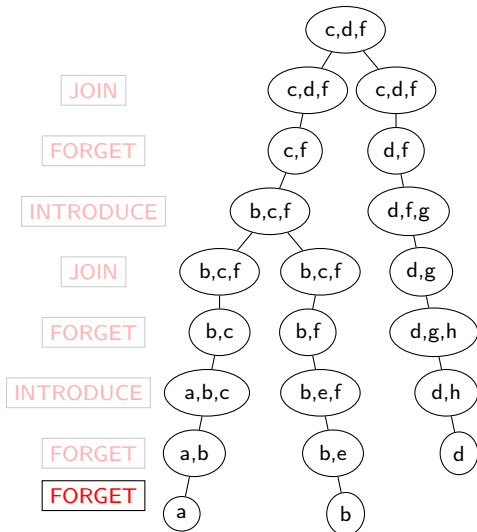 c,d,f
JOIN c,d,f c,d,f
FORGET c,f d,f
INTRODUCE b,c,f d,f,g
JOIN b,c,f b,c,f d,g
FORGET b,c b,f d,g,h
INTRODUCE a,b,c b,e,f d,h
FORGET a,b b,e d
FORGET a b